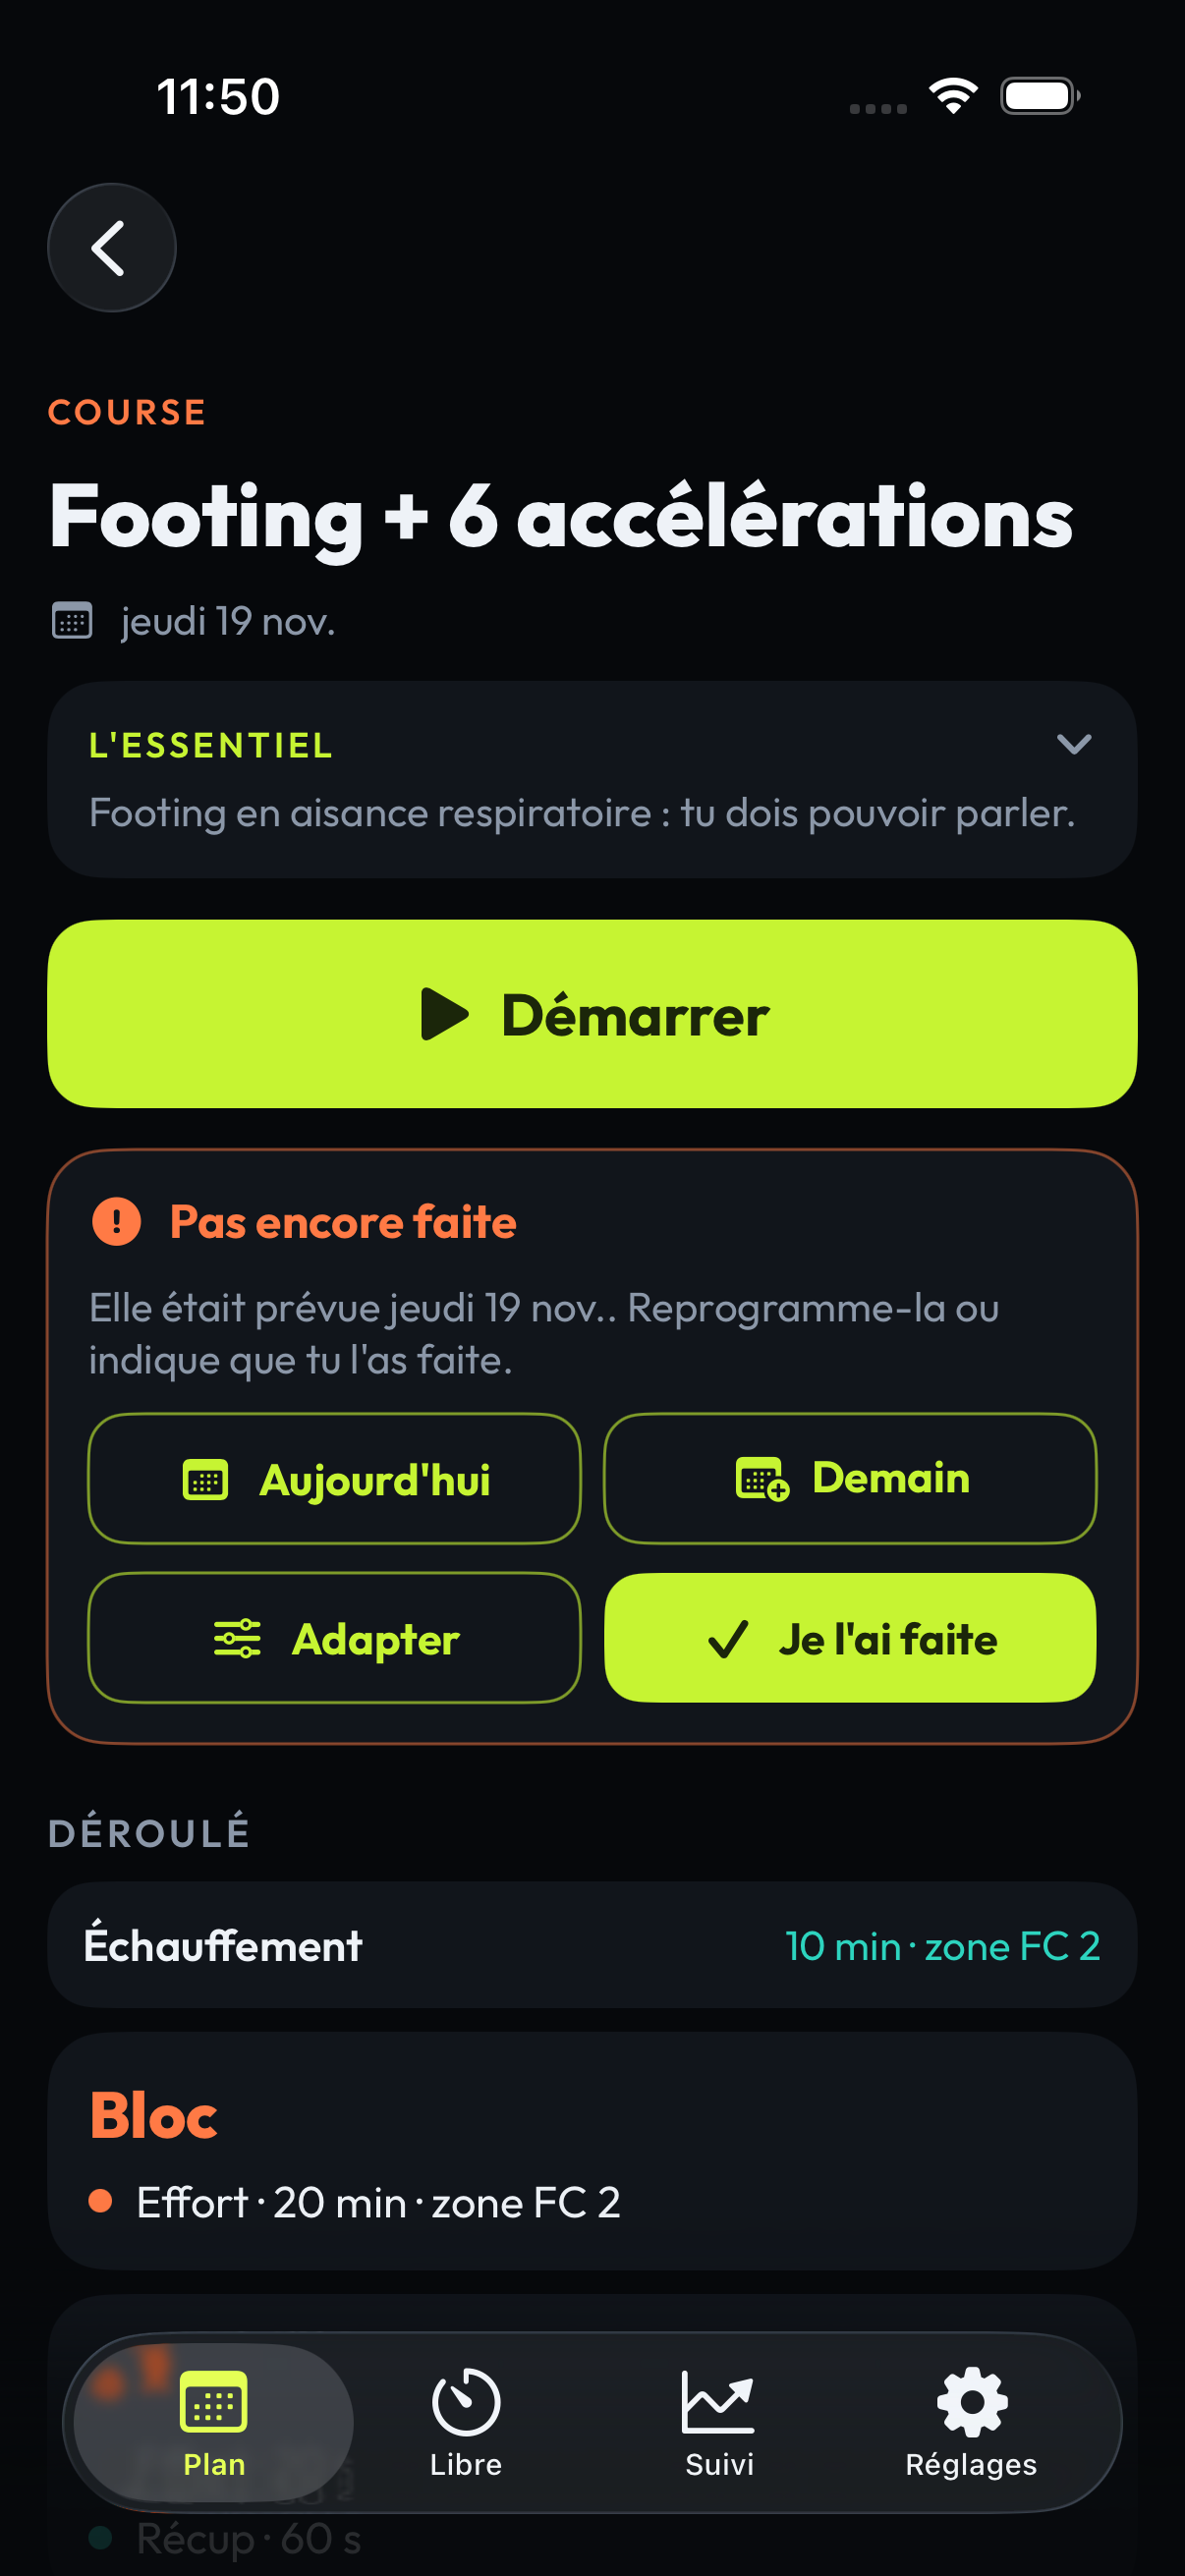 11:50
COURSE
Footing + 6 accélérations
jeudi 19 nov.
L'ESSENTIEL
Footing en aisance respiratoire : tu dois pouvoir parler.
Démarrer
Pas encore faite
Elle était prévue jeudi 19 nov.. Reprogramme-la ou
indique que tu l'as faite.
Aujourd'hui
Demain
Adapter
Je l'ai faite
DÉROULÉ
Échauffement
10 min · zone FC 2
Bloc
Effort · 20 min · zone FC 2
Plan
Libre
Suivi
Réglages
Récup · 60 s